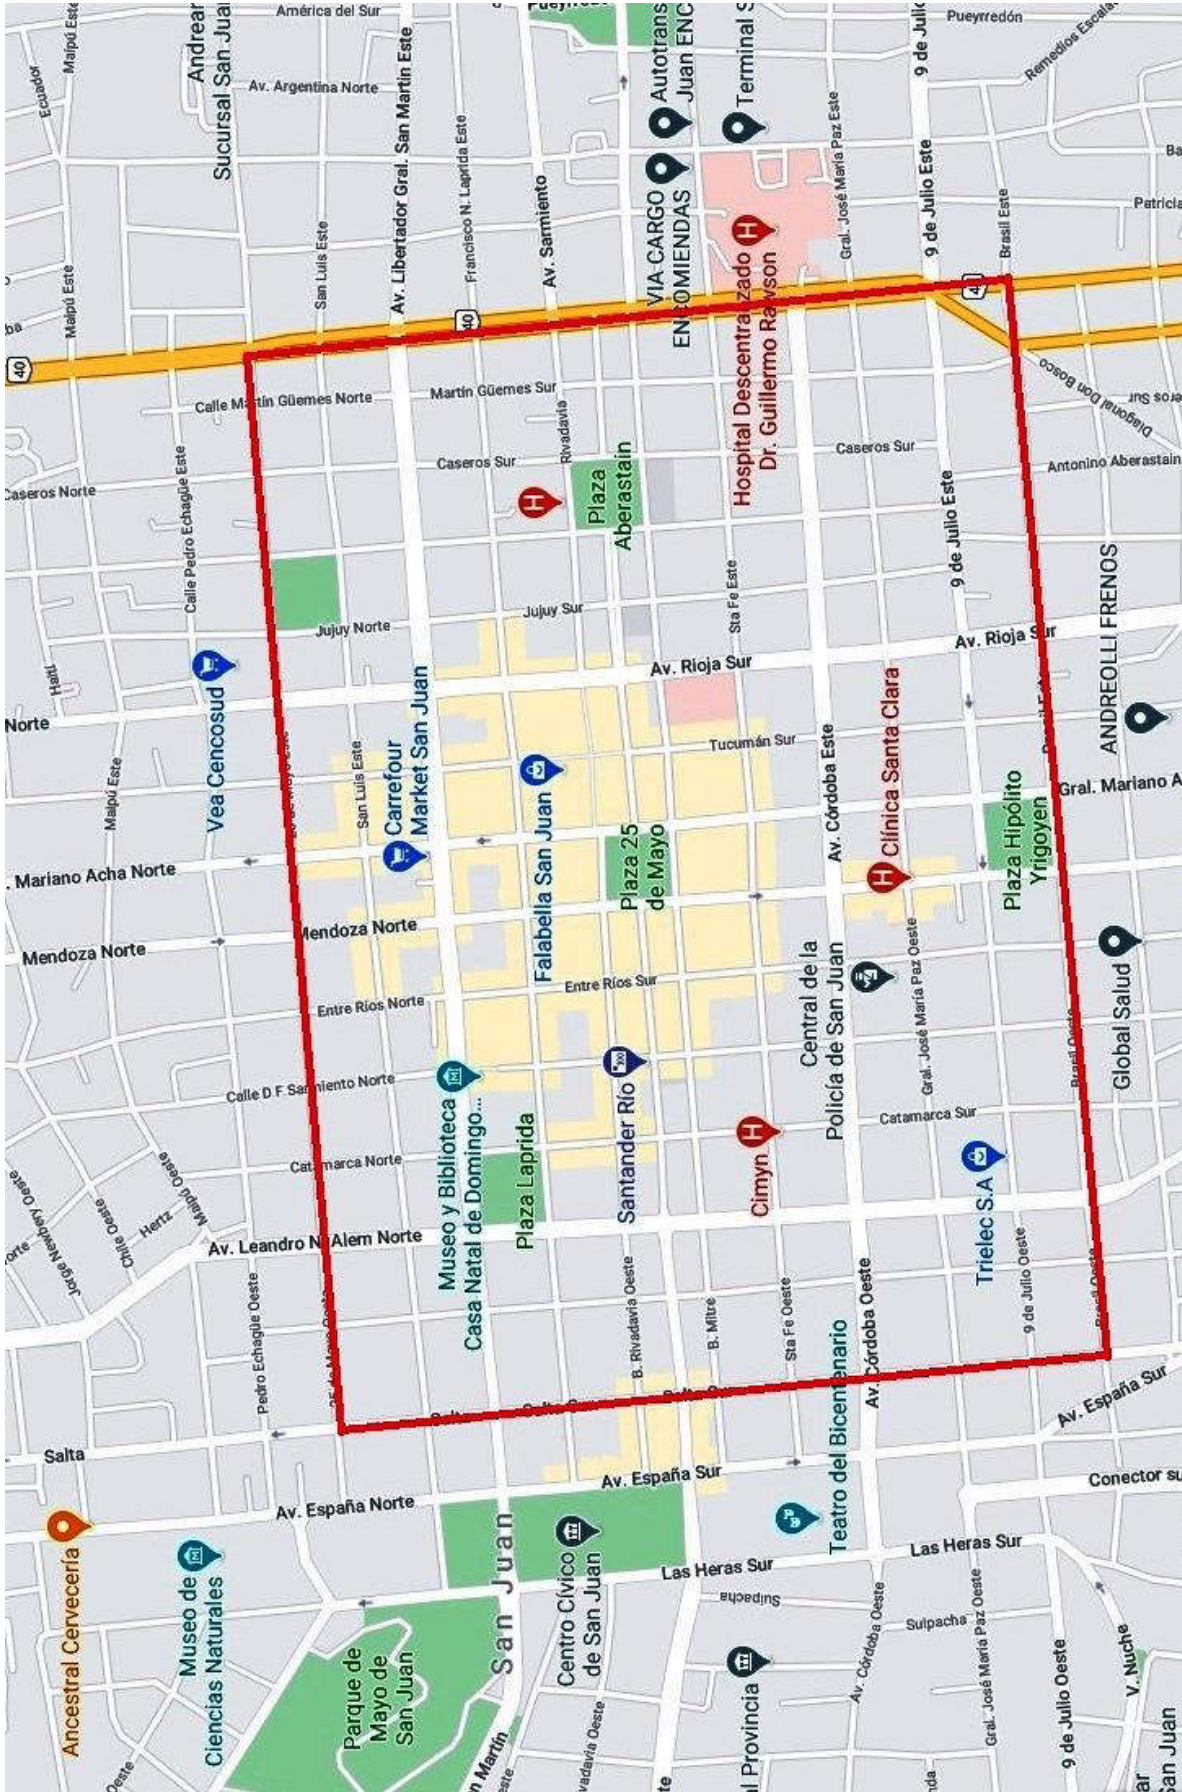 Ancestral Cervecería
Salta
Mendoza Norte
. Mariano Acha Norte
Norte
Haití
Caseros Norte
40
Maipú Este
Ecuador
Maipú Este
Jorge Newbery Oeste
Chile Oeste
Hertz
Maipú Oeste
Maipú Este
Museo de
Ciencias Naturales
Pedro Echagüe Oeste
Vea Cencosud
Calle Pedro Echagüe Este
Sucursal San Jua
Andrear
Av. España Norte
Av. Leandro N. Alem Norte
Calle D F Sarmiento Norte
Catamarca Norte
Entre Ríos Norte
Mendoza Norte
San Luis Este
Jujuy Norte
Calle Martín Güemes Norte
San Luis Este
Av. Argentina Norte
América del Sur
Parque de
Mayo de
San Juan
Carrefour
Market San Juan
Av. Libertador Gral. San Martín Este
Museo y Biblioteca
Casa Natal de Domingo...
San Juan
n Martín
Plaza Laprida
Francisco N. Laprida Este
40
Martín Güemes Sur
Caseros Sur
Falabella San Juan
Jujuy Sur
Rivadavia
Av. Sarmiento
Centro Cívico
de San Juan
Entre Ríos Sur
Plaza
Aberastain
Santander Río
Plaza 25
de Mayo
B. Rivadavia Oeste
Av. España Sur
Las Heras Sur
Av. Rioja Sur
VIA CARGO
ENCOMIENDAS
Autotrans
Juan ENC
B. Mitre
Suipacha
Tucumán Sur
Sta Fe Este
Cimyn
Sta Fe Oeste
Hospital Descentralizado
Dr. Guillermo Rawson
Terminal S
al Provincia
Teatro del Bicentenario
Central de la
Policía de San Juan
Av. Córdoba Este
Gral. José María Paz Este
Caseros Sur
Av. Córdoba Oeste
Av. Córdoba Oeste
Clínica Santa Clara
Gral. José María Paz Oeste
Catamarca Sur
Las Heras Sur
Suipacha
9 de Julio Este
9 de Julio Este
Av. Rioja Sur
Pueyrredón
Trielec S.A
Gral. José María Paz Oeste
9 de Julio Oeste
Plaza Hipólito
Yrigoyen
Brasil Este
Remedios Escala
9 de Julio Oeste
Brasil Oeste
Av. España Sur
Conector su
Gral. Mariano A
Antonino Aberastain
Diagonal Don Bosco
Patricia
Global Salud
ANDREOLLI FRENOS
V. Nuche
San Juan